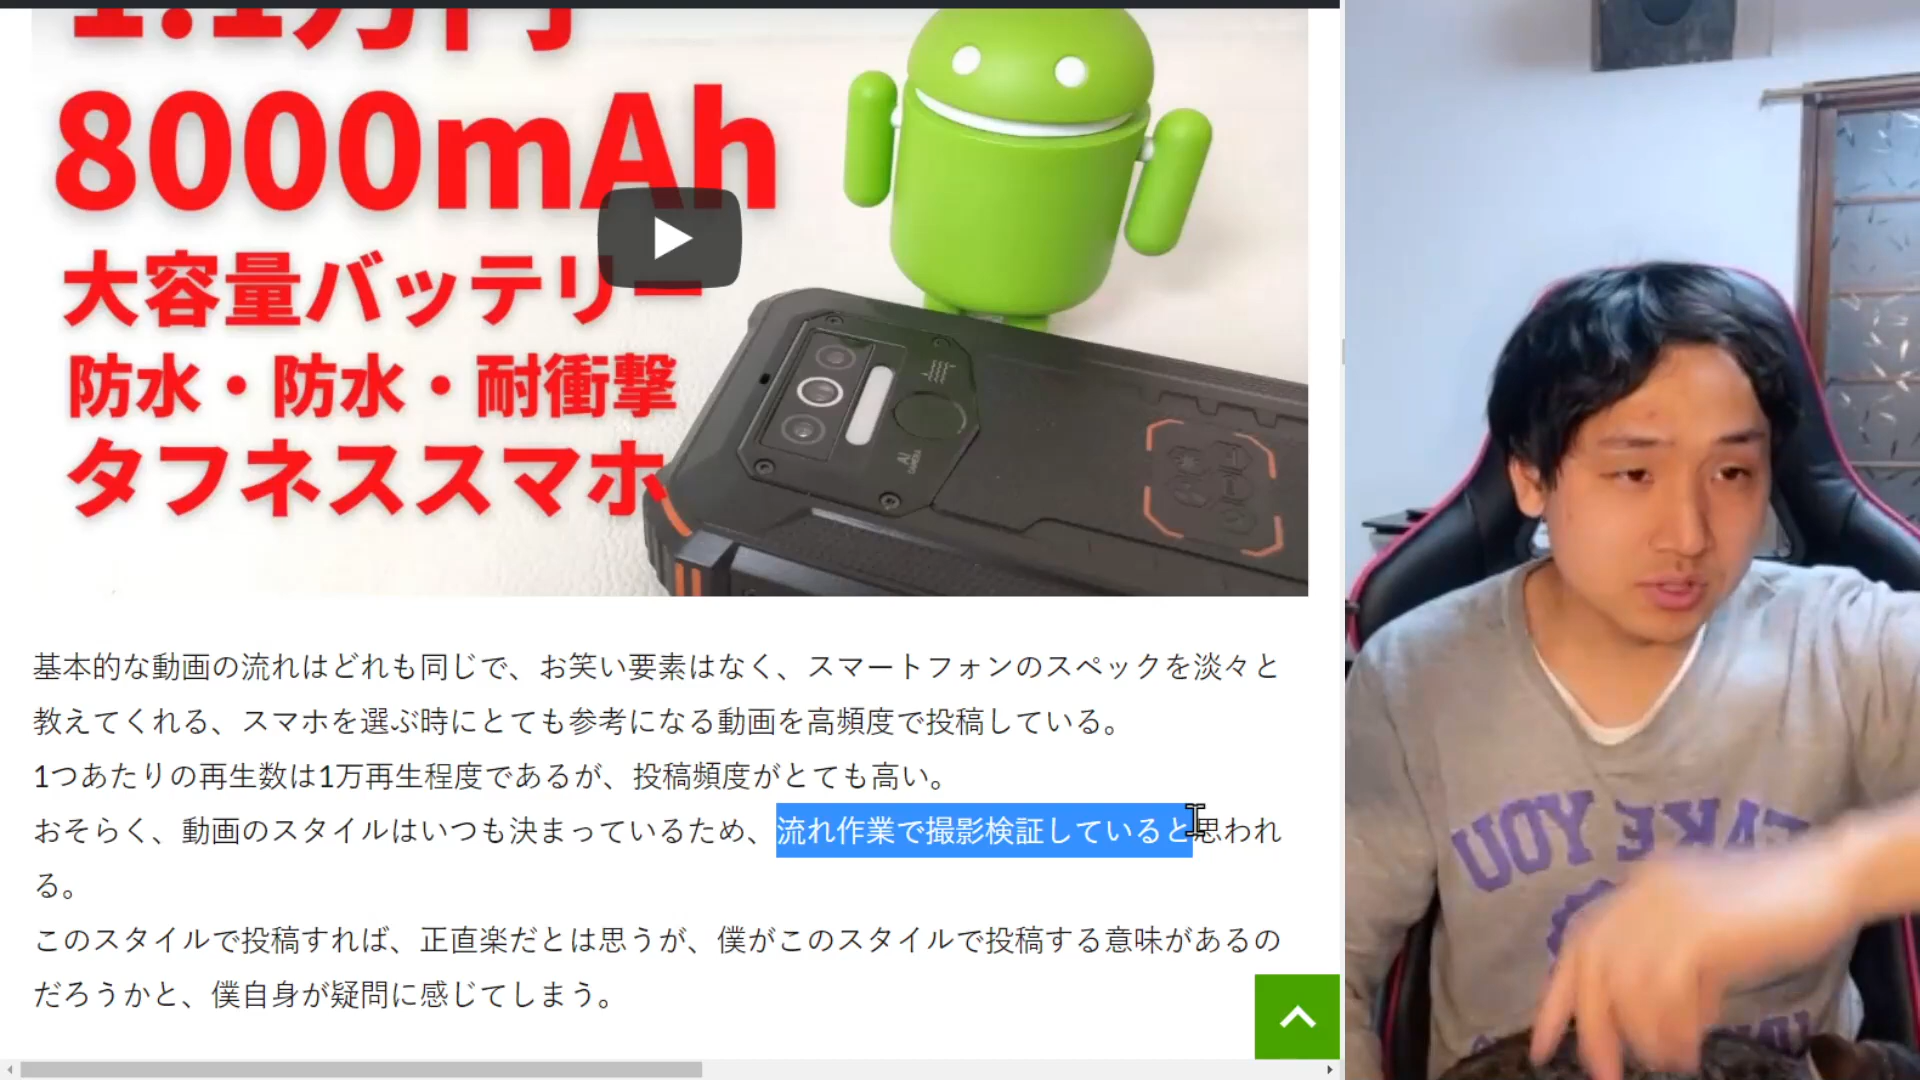 1.1万円
8000mAh
大容量バッテリー
防水・防水・耐衝撃
タフネススマホ
基本的な動画の流れはどれも同じで、お笑い要素はなく、スマートフォンのスペックを淡々と
教えてくれる、スマホを選ぶ時にとても参考になる動画を高頻度で投稿している。
1つあたりの再生数は1万再生程度であるが、投稿頻度がとても高い。
おそらく、動画のスタイルはいつも決まっているため、流れ作業で撮影検証していると思われ
る。
このスタイルで投稿すれば、正直楽だとは思うが、僕がこのスタイルで投稿する意味があるの
だろうかと、僕自身が疑問に感じてしまう。
YOU